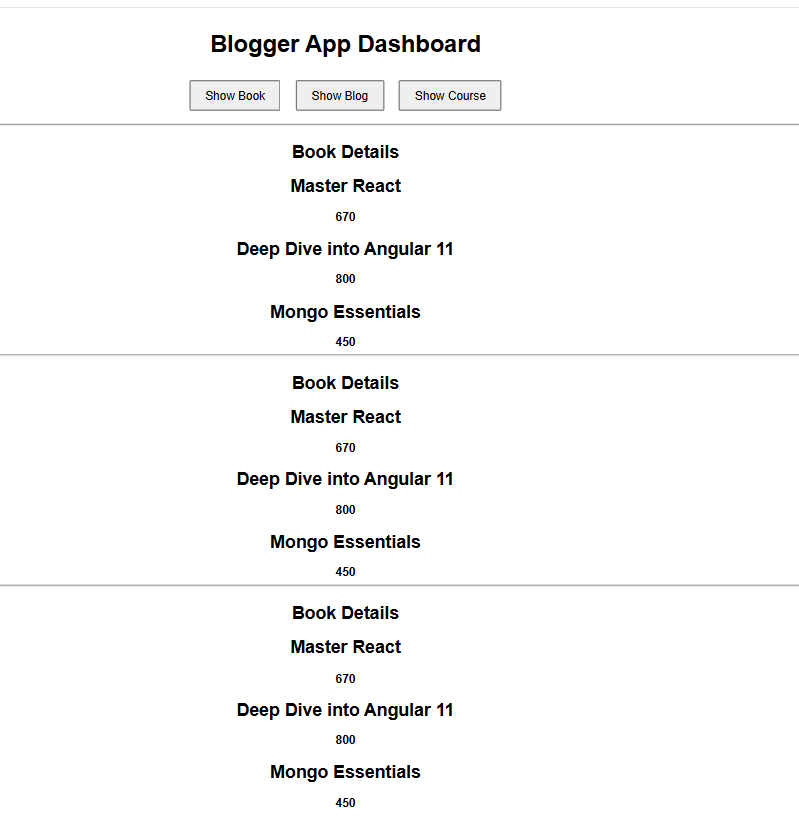 Blogger App Dashboard
Show Book Show Blog Show Course
Book Details
Master React
670
Deep Dive into Angular 11
800
Mongo Essentials
450
Book Details
Master React
670
Deep Dive into Angular 11
800
Mongo Essentials
450
Book Details
Master React
670
Deep Dive into Angular 11
800
Mongo Essentials
450